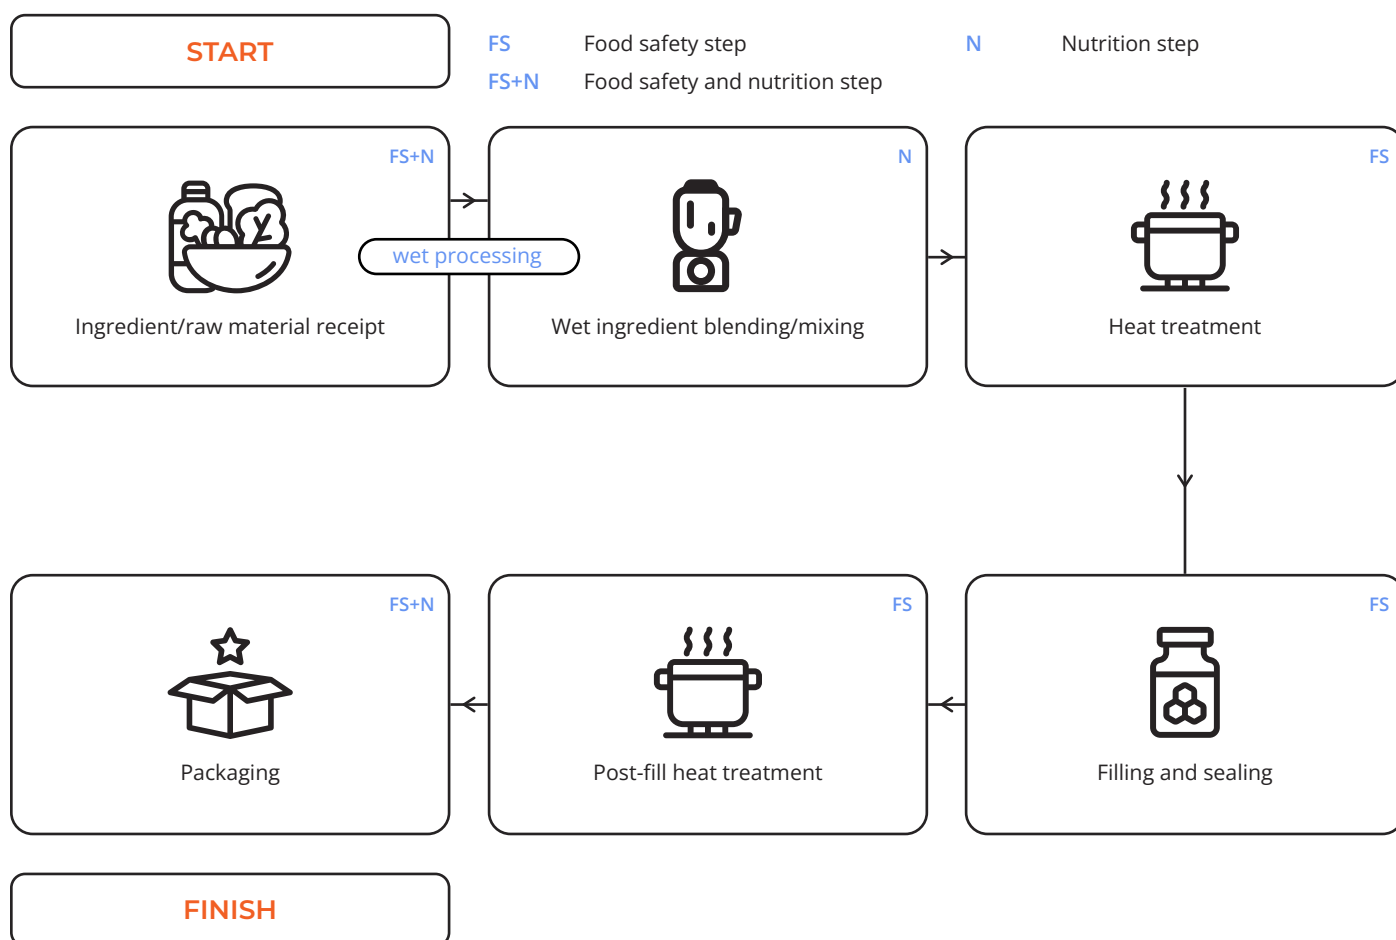 START
FS Food safety step N Nutrition step
FS+N Food safety and nutrition step
FS+N
N
FS
wet processing
Ingredient/raw material receipt
Wet ingredient blending/mixing
Heat treatment
FS+N
FS
FS
Packaging
Post-fill heat treatment
Filling and sealing
FINISH